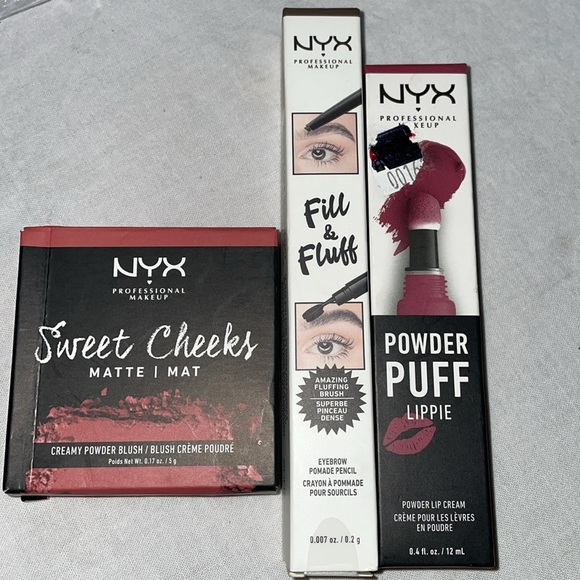 NYX
PROFESSIONAL
MAKEUP
Sweet Cheeks
MATTE | MAT
CREAMY POWDER BLUSH / BLUSH CRÈME POUDRÉ
Poids Net Wt. 0.17 oz. / 5 g
NYX
PROFESSIONAL
MAKEUP
Fill
&
Fluff
AMAZING
FLUFFING
BRUSH
SUPERBE
PINCEAU
DENSE
EYEBROW
POMADE PENCIL
CRAYON À POMMADE
POUR SOURCILS
0.007 oz. / 0.2 g
NYX
PROFESSIONAL
0016
POWDER
PUFF
LIPPIE
POWDER LIP CREAM
CRÈME POUR LES LÈVRES
EN POUDRE
0.4 fl. oz. / 12 mL